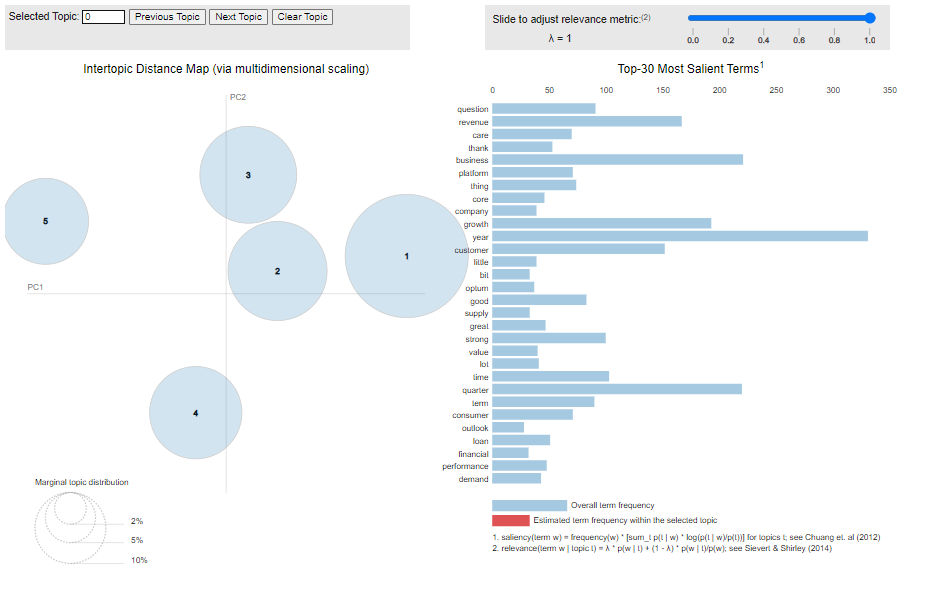 Selected Topic: 0 Previous Topic Next Topic Clear Topic
Slide to adjust relevance metric:(2)
λ = 1
0.0 0.2 0.4 0.6 0.8 1.0
Intertopic Distance Map (via multidimensional scaling)
PC2
PC1
3
5
2
1
4
Marginal topic distribution
2%
5%
10%
Top-30 Most Salient Terms1
0 50 100 150 200 250 300 350
question
revenue
care
thank
business
platform
thing
core
company
growth
year
customer
little
bit
optum
good
supply
great
strong
value
lot
time
quarter
term
consumer
outlook
loan
financial
performance
demand
Overall term frequency
Estimated term frequency within the selected topic
1. saliency(term w) = frequency(w) * [sum_t p(t | w) * log(p(t | w)/p(t))] for topics t; see Chuang et. al (2012)
2. relevance(term w | topic t) = λ * p(w | t) + (1 - λ) * p(w | t)/p(w); see Sievert & Shirley (2014)